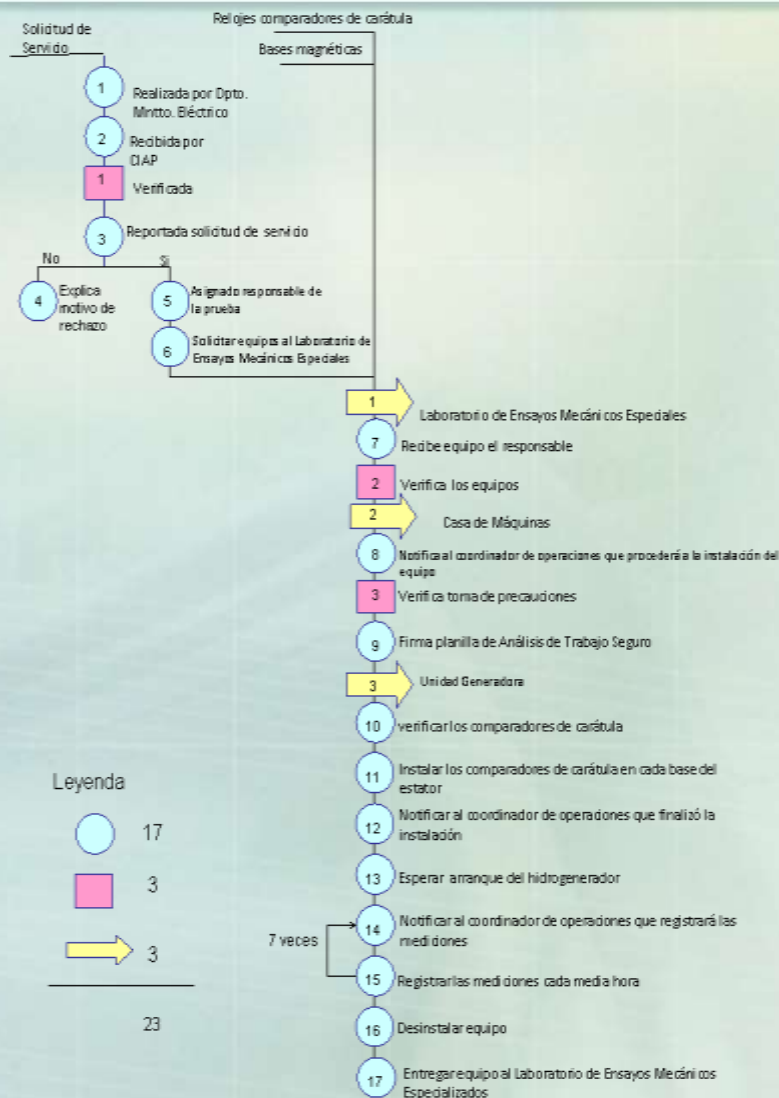 Solicitud de
Servicio
Relojes comparadores de carátula
Bases magnéticas
1
Realizada por Dpto.
Mntto. Eléctrico
2
Recibida por
CIAP
1
Verificada
3
Reportada solicitud de servicio
No
Si
4
Explica
motivo de
rechazo
5
Asignado responsable de
la prueba
6
Solicitar equipos al Laboratorio de
Ensayos Mecánicos Especiales
1
Laboratorio de Ensayos Mecánicos Especiales
7
Recibe equipo el responsable
2
Verifica los equipos
2
Casa de Máquinas
8
Notifica al coordinador de operaciones que procederá a la instalación del
equipo
3
Verifica toma de precauciones
9
Firma planilla de Análisis de Trabajo Seguro
3
Unidad Generadora
10
verificar los comparadores de carátula
11
Instalar los comparadores de carátula en cada base del
estator
12
Notificar al coordinador de operaciones que finalizó la
instalación
13
Esperar arranque del hidrogenerador
14
Notificar al coordinador de operaciones que registrará las
mediciones
7 veces
15
Registrar las mediciones cada media hora
16
Desinstalar equipo
17
Entregar equipo al Laboratorio de Ensayos Mecánicos
Especializados
Leyenda
17
3
3
23